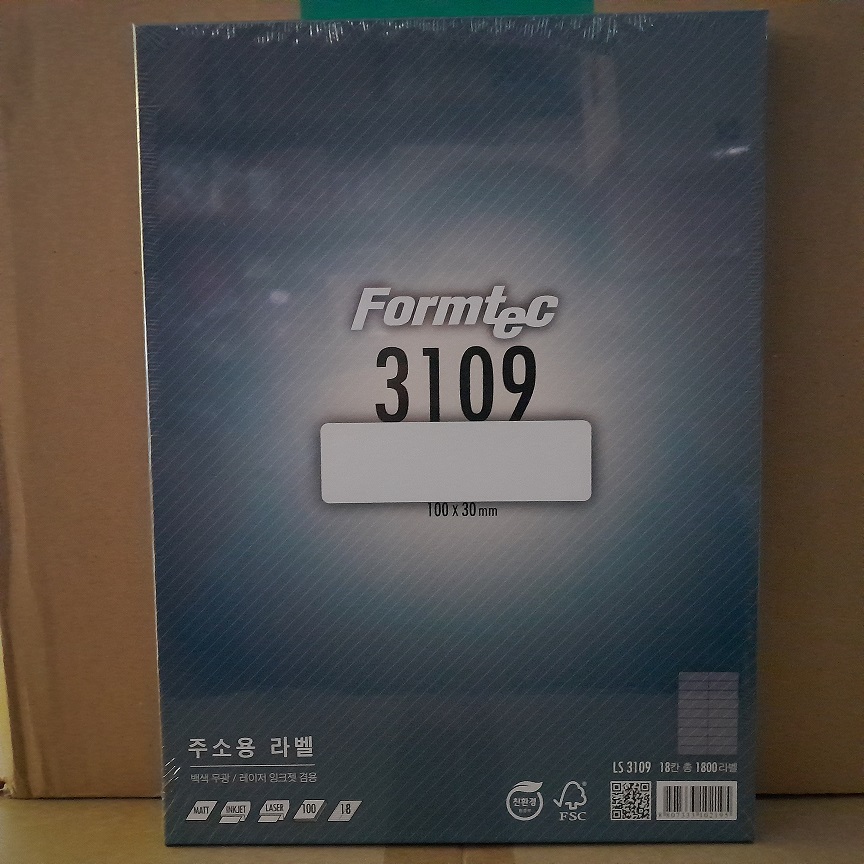 Formtec
3109
100 x 30mm
주소용 라벨
백색 무광 / 레이저 잉크젯 겸용
MATT INKJET LASER 100 18
친환경
FSC
LS 3109 18칸 총 1800라벨